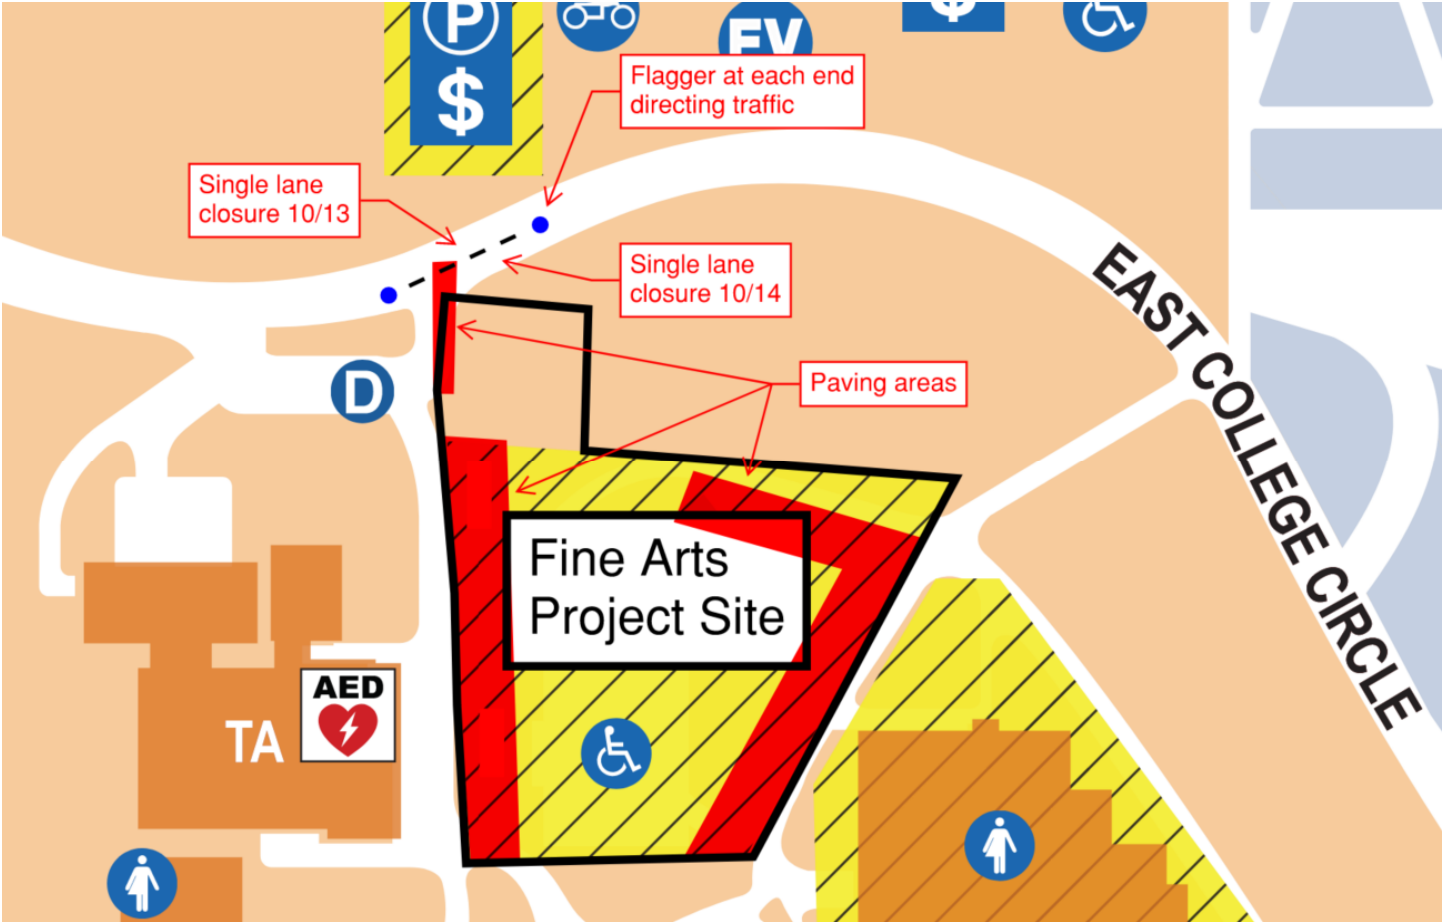 P
$
EV
$
Flagger at each end
directing traffic
Single lane
closure 10/13
Single lane
closure 10/14
Paving areas
D
EAST COLLEGE CIRCLE
Fine Arts
Project Site
AED
TA